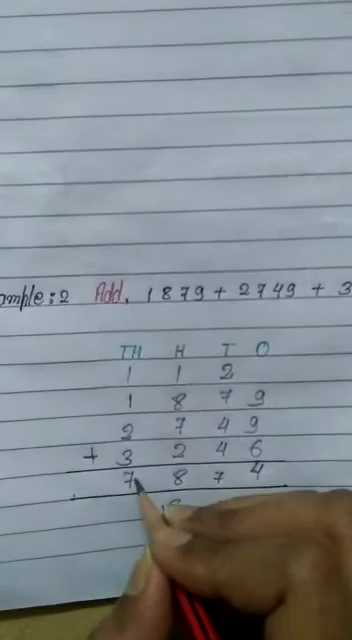 ample:2 Add, 1879 + 2749 + 3
TH H T O
1 1 2
1 8 7 9
2 7 4 9
+ 3 2 4 6
7 8 7 4